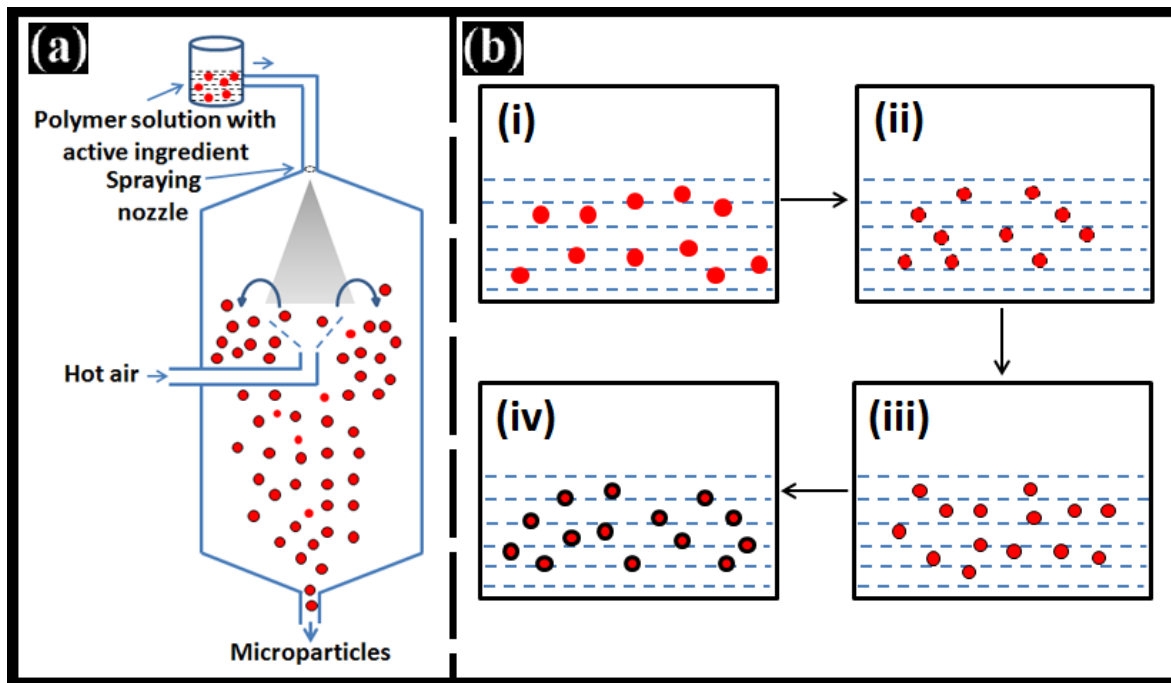 (a)
Polymer solution with
active ingredient
Spraying
nozzle
Hot air
Microparticles
(b)
(i)
(ii)
(iv)
(iii)